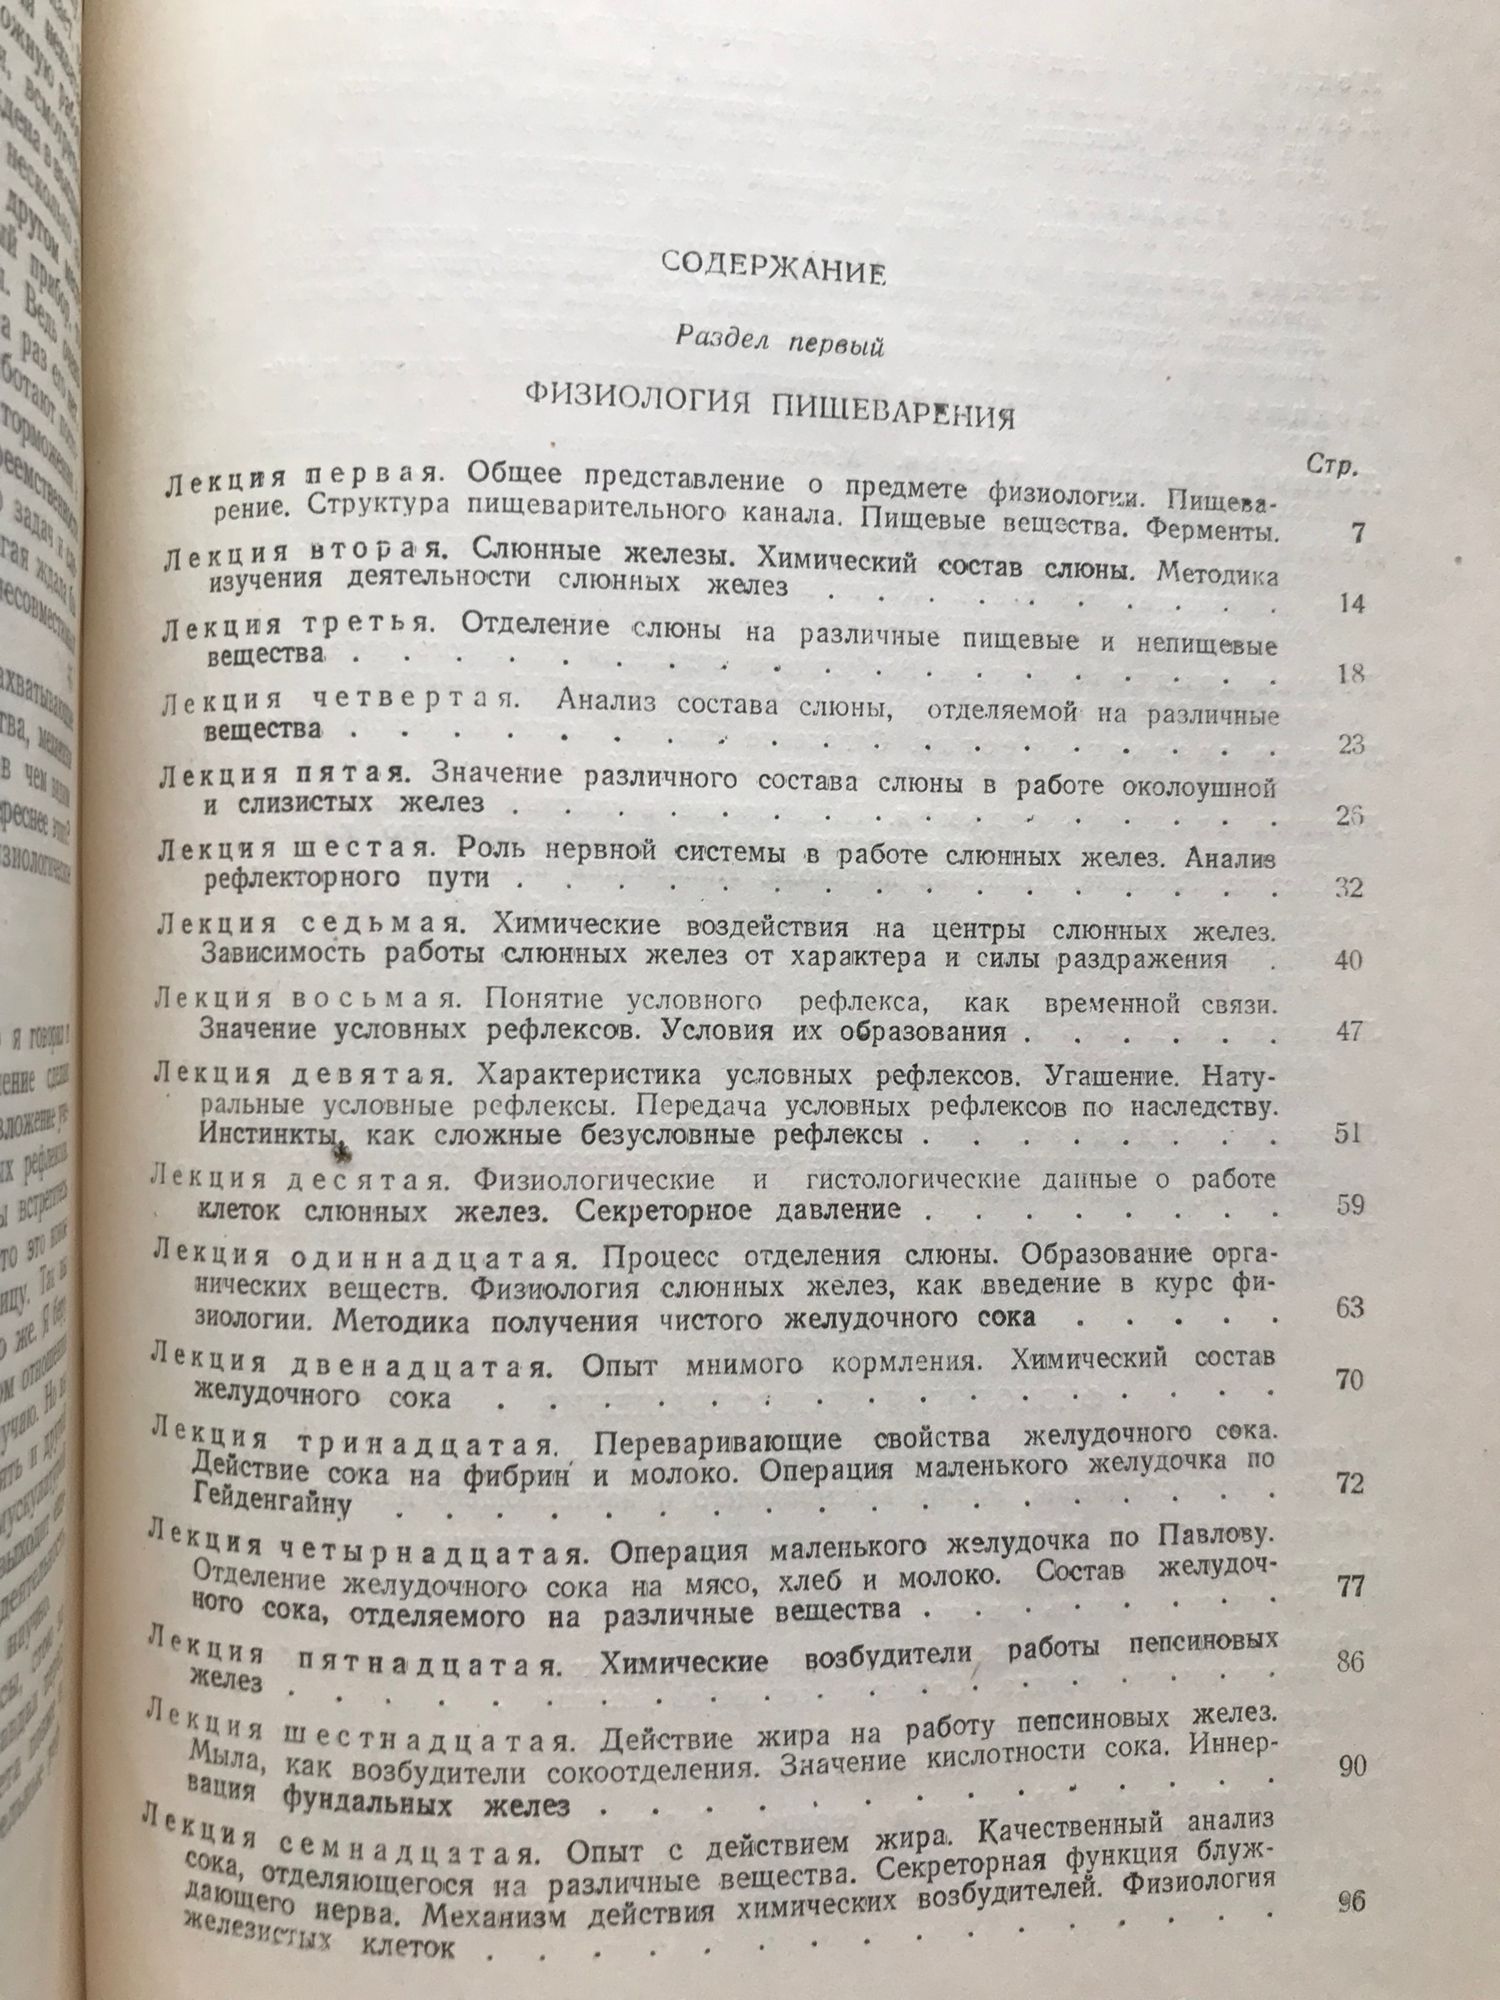 СОДЕРЖАНИЕ
Раздел первый
ФИЗИОЛОГИЯ ПИЩЕВАРЕНИЯ
Стр.
Лекция первая. Общее представление о предмете физиологии. Пищева-
рение. Структура пищеварительного канала. Пищевые вещества. Ферменты. 7
Лекция вторая. Слюнные железы. Химический состав слюны. Методика
изучения деятельности слюнных желез . . . . . . . . . . 14
Лекция третья. Отделение слюны на различные пищевые и непищевые
вещества . . . . . . . . . . . . . . . . 18
Лекция четвертая. Анализ состава слюны, отделяемой на различные
вещества . . . . . . . . . . . . . . . . 23
Лекция пятая. Значение различного состава слюны в работе околоушной
и слизистых желез . . . . . . . . . . . . . 26
Лекция шестая. Роль нервной системы в работе слюнных желез. Анализ
рефлекторного пути . . . . . . . . . . . . . 32
Лекция седьмая. Химические воздействия на центры слюнных желез.
Зависимость работы слюнных желез от характера и силы раздражения . 40
Лекция восьмая. Понятие условного рефлекса, как временной связи.
Значение условных рефлексов. Условия их образования . . . . . . 47
Лекция девятая. Характеристика условных рефлексов. Угашение. Нату-
ральные условные рефлексы. Передача условных рефлексов по наследству.
Инстинкты, как сложные безусловные рефлексы . . . . . . . . 51
Лекция десятая. Физиологические и гистологические данные о работе
клеток слюнных желез. Секреторное давление . . . . . . . . 59
Лекция одиннадцатая. Процесс отделения слюны. Образование орга-
нических веществ. Физиология слюнных желез, как введение в курс фи-
зиологии. Методика получения чистого желудочного сока . . . . . 63
Лекция двенадцатая. Опыт мнимого кормления. Химический состав
желудочного сока . . . . . . . . . . . . . 70
Лекция тринадцатая. Переваривающие свойства желудочного сока.
Действие сока на фибрин и молоко. Операция маленького желудочка по
Гейденгайну . . . . . . . . . . . . . . . 72
Лекция четырнадцатая. Операция маленького желудочка по Павлову.
Отделение желудочного сока на мясо, хлеб и молоко. Состав желудоч-
ного сока, отделяемого на различные вещества . . . . . . . . 77
Лекция пятнадцатая. Химические возбудители работы пепсиновых
желез . . . . . . . . . . . . . . . . . 86
Лекция шестнадцатая. Действие жира на работу пепсиновых желез.
Мыла, как возбудители сокоотделения. Значение кислотности сока. Иннер-
вация фундальных желез . . . . . . . . . . . . 90
Лекция семнадцатая. Опыт с действием жира. Качественный анализ
сока, отделяющегося на различные вещества. Секреторная функция блуж-
дающего нерва. Механизм действия химических возбудителей. Физиология
железистых клеток . . . . . . . . . . . . . 96